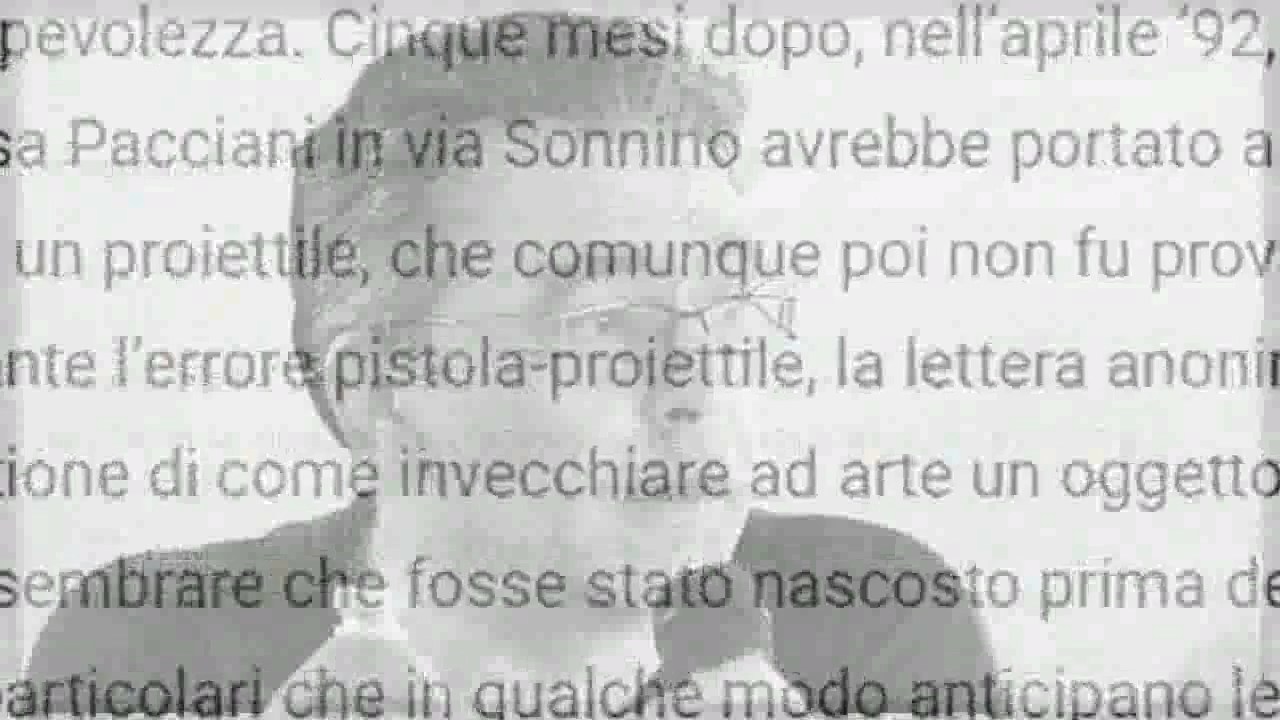 pevolezza. Cinque mesi dopo, nell'aprile '92,
sa Pacciani in via Sonnino avrebbe portato a
un proiettile, che comunque poi non fu prov
nte l'errore pistola-proiettile, la lettera anoni
ione di come invecchiare ad arte un oggetto
sembrare che fosse stato nascosto prima de
articolari che in qualche modo anticipano le